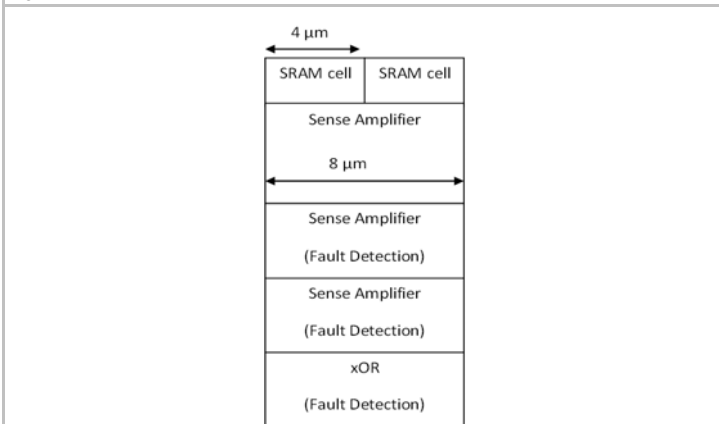 4 µm
SRAM cell SRAM cell
Sense Amplifier
8 µm
Sense Amplifier
(Fault Detection)
Sense Amplifier
(Fault Detection)
xOR
(Fault Detection)